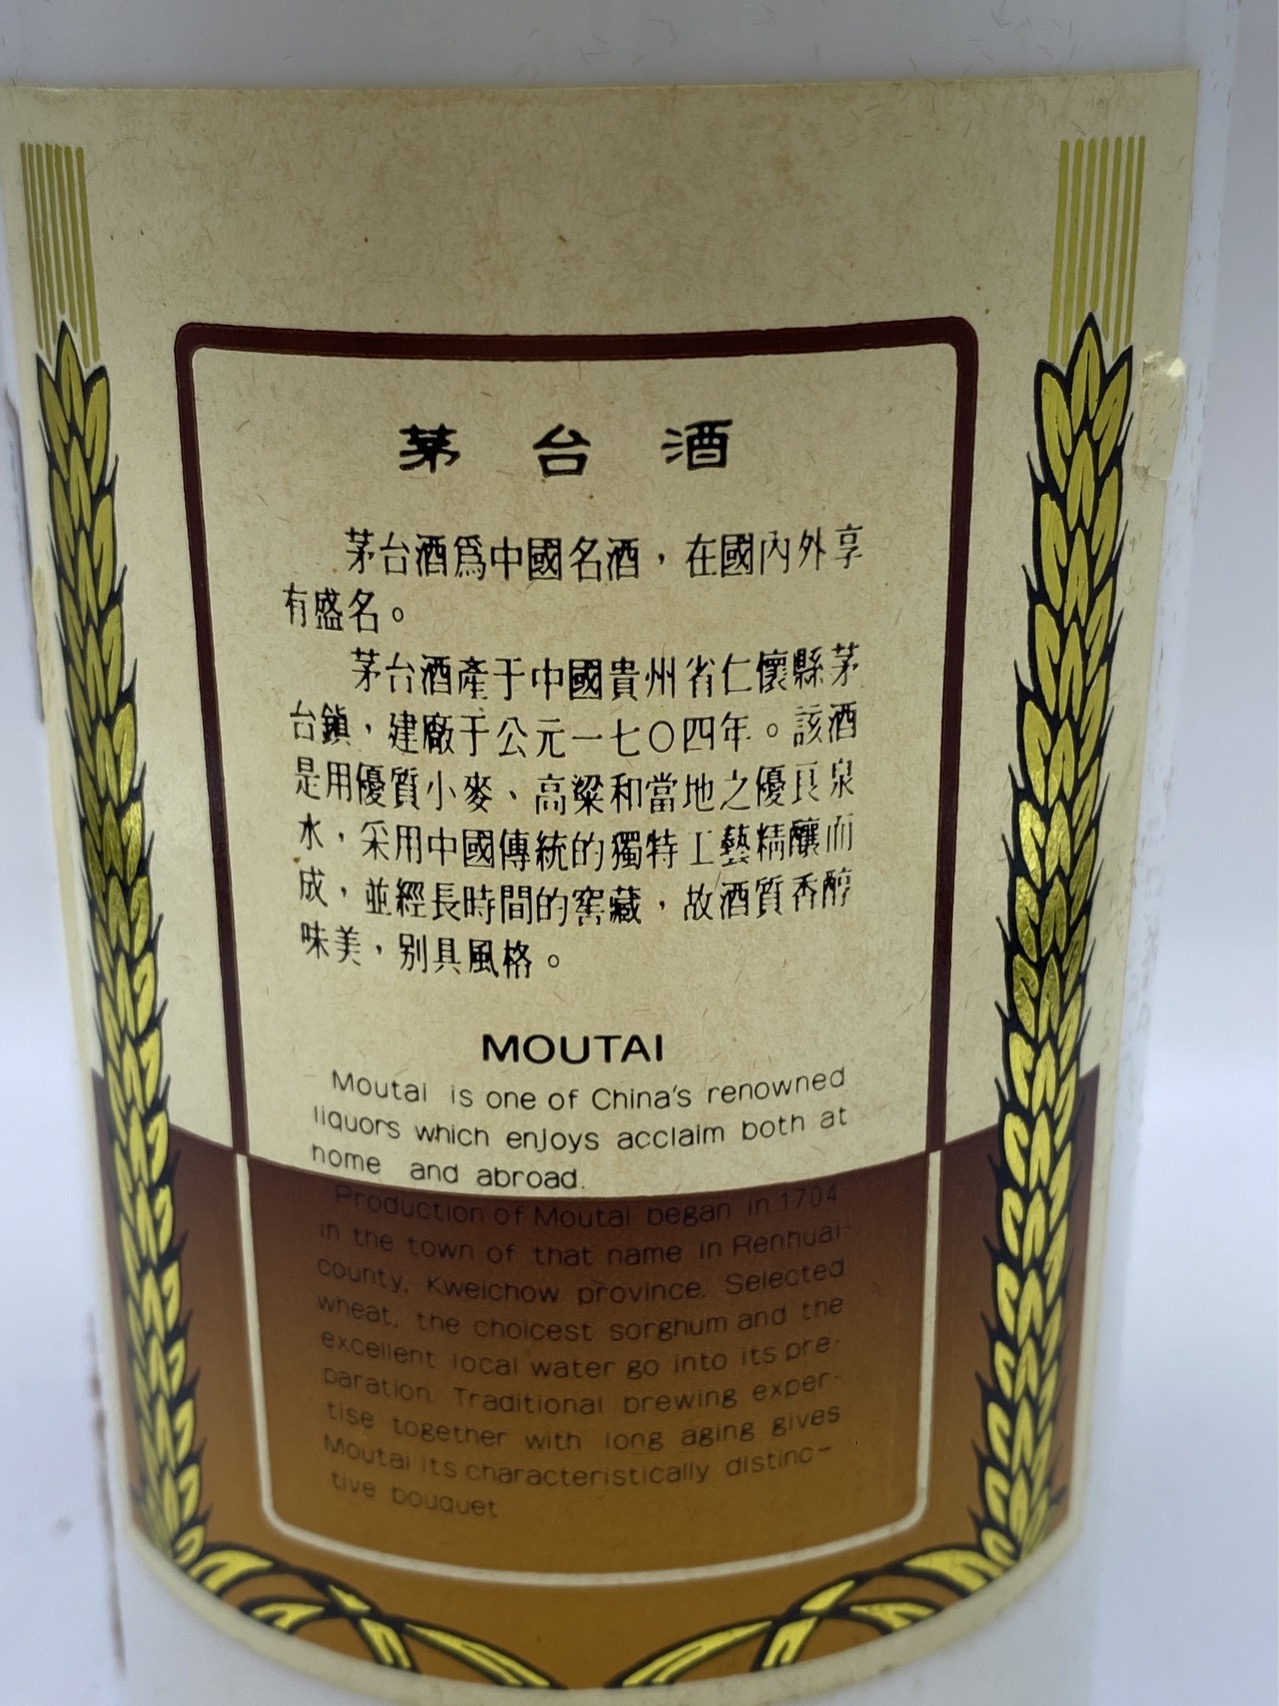 茅台酒
茅台酒爲中國名酒，在國內外享
有盛名。
茅台酒產于中國貴州省仁懷縣茅
台鎮，建廠于公元一七〇四年。該酒
是用優質小麥、高粱和當地之優良泉
水，采用中國傳統的獨特工藝精釀而
成，並經長時間的窖藏，故酒質香醇
味美，别具風格。
MOUTAI
Moutai is one of China's renowned
liquors which enjoys acclaim both at
home and abroad.
Production of Moutai began in 1704
in the town of that name in Renhuai
county, Kweichow province. Selected
wheat, the choicest sorghum and the
excellent local water go into its pre-
paration. Traditional brewing exper-
tise together with long aging gives
Moutai its characteristically distinc-
tive bouquet